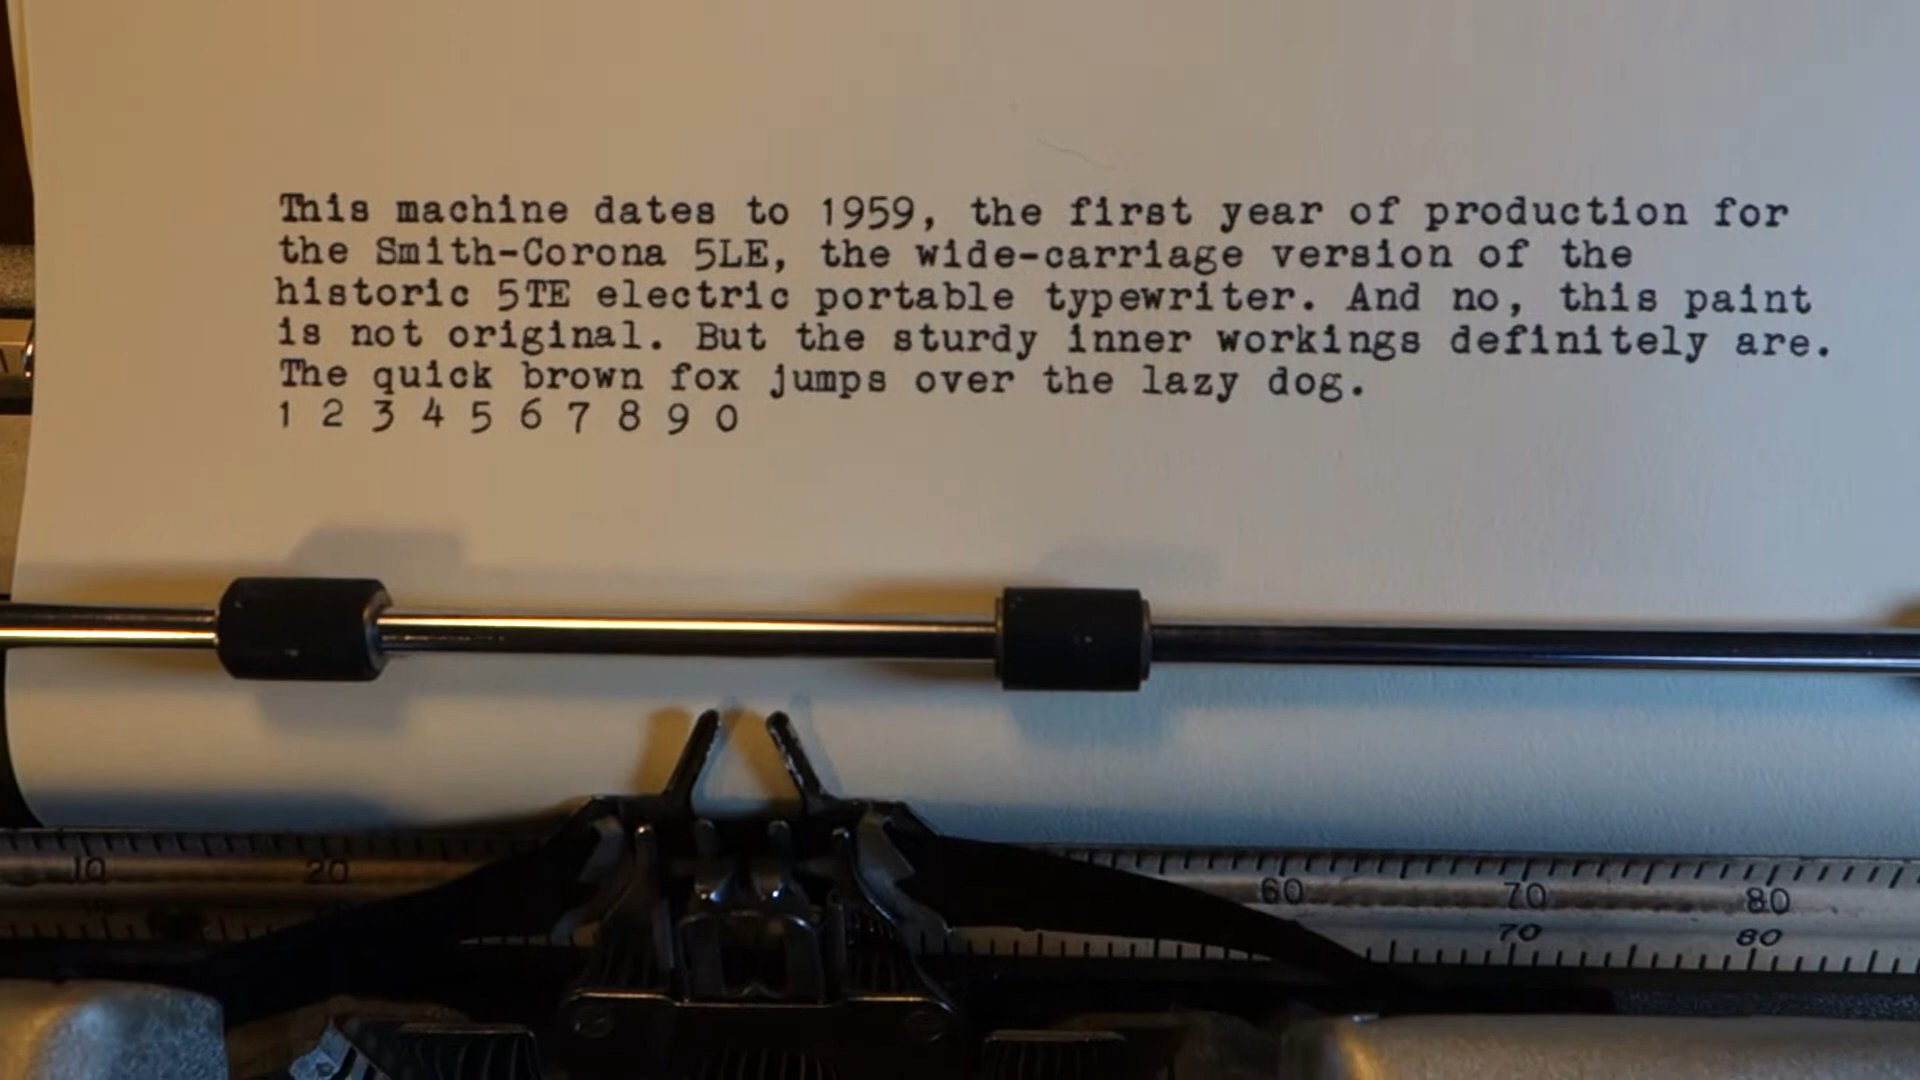 This machine dates to 1959, the first year of production for
the Smith-Corona 5LE, the wide-carriage version of the
historic 5TE electric portable typewriter. And no, this paint
is not original. But the sturdy inner workings definitely are.
The quick brown fox jumps over the lazy dog.
1 2 3 4 5 6 7 8 9 0
10 20 60 70 80
70 80